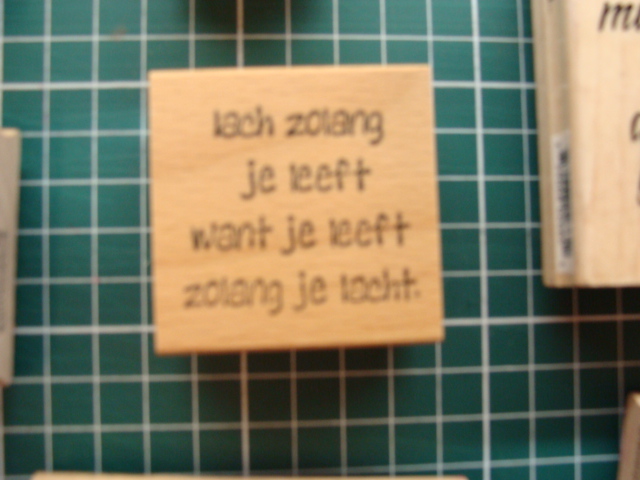 lach zolang
je leeft
want je leeft
zolang je lacht.